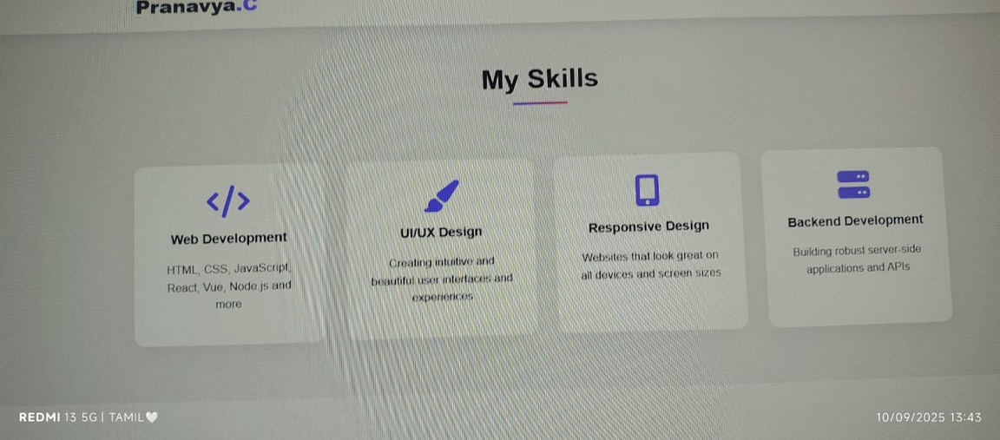 Pranavya.C
My Skills
Web Development
HTML, CSS, JavaScript,
React, Vue, Node.js and
more
UI/UX Design
Creating intuitive and
beautiful user interfaces and
experiences
Responsive Design
Websites that look great on
all devices and screen sizes
Backend Development
Building robust server-side
applications and APIs
REDMI 13 5G | TAMIL🤍
10/09/2025 13:43